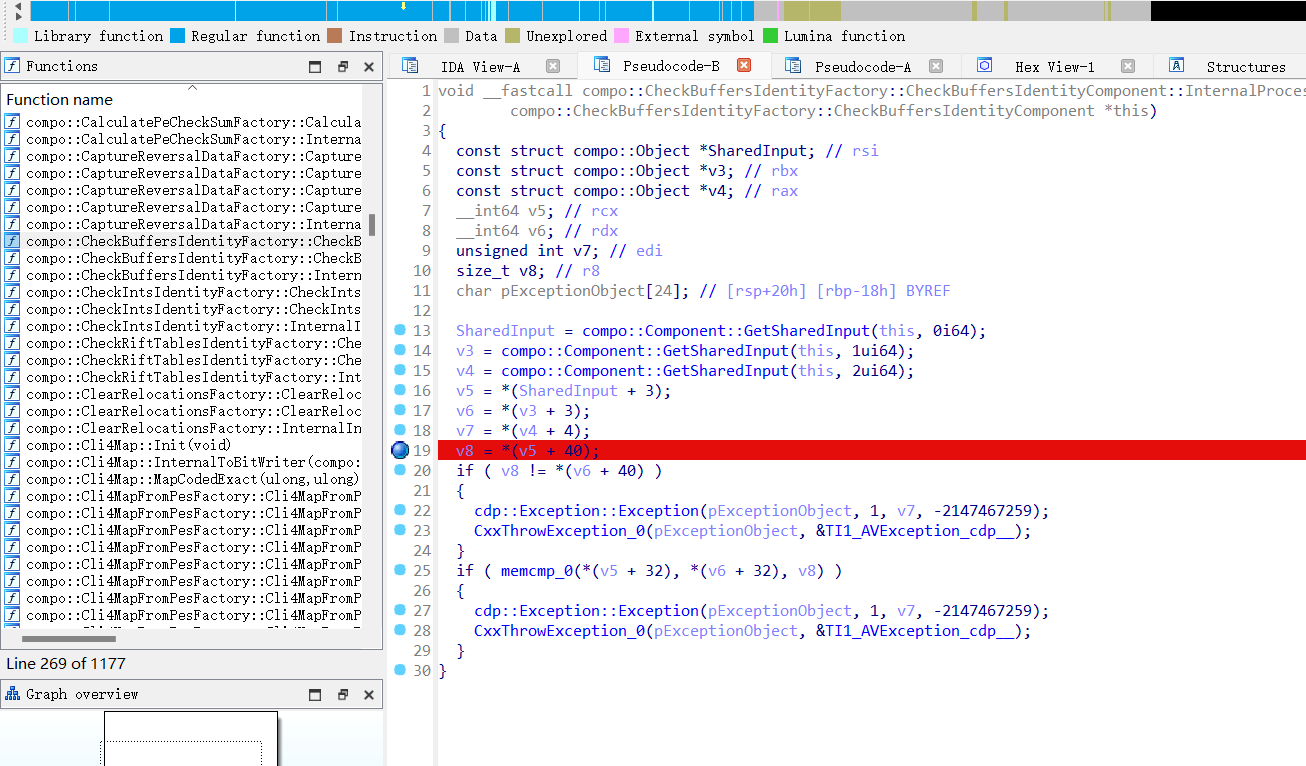 Library function Regular function Instruction Data Unexplored External symbol Lumina function
Functions
Function name
compo::CalculatePeCheckSumFactory::Calcula
compo::CalculatePeCheckSumFactory::Interna
compo::CaptureReversalDataFactory::Capture
compo::CaptureReversalDataFactory::Capture
compo::CaptureReversalDataFactory::Capture
compo::CaptureReversalDataFactory::Capture
compo::CaptureReversalDataFactory::Interna
compo::CheckBuffersIdentityFactory::CheckB
compo::CheckBuffersIdentityFactory::CheckB
compo::CheckBuffersIdentityFactory::Intern
compo::CheckIntsIdentityFactory::CheckInts
compo::CheckIntsIdentityFactory::CheckInts
compo::CheckIntsIdentityFactory::InternalI
compo::CheckRiftTablesIdentityFactory::Che
compo::CheckRiftTablesIdentityFactory::Che
compo::CheckRiftTablesIdentityFactory::Int
compo::ClearRelocationsFactory::ClearReloc
compo::ClearRelocationsFactory::ClearReloc
compo::ClearRelocationsFactory::InternalIn
compo::Cli4Map::Init(void)
compo::Cli4Map::InternalToBitWriter(compo:
compo::Cli4Map::MapCodedExact(ulong,ulong)
compo::Cli4MapFromPesFactory::Cli4MapFromP
compo::Cli4MapFromPesFactory::Cli4MapFromP
compo::Cli4MapFromPesFactory::Cli4MapFromP
compo::Cli4MapFromPesFactory::Cli4MapFromP
compo::Cli4MapFromPesFactory::Cli4MapFromP
compo::Cli4MapFromPesFactory::Cli4MapFromP
compo::Cli4MapFromPesFactory::Cli4MapFromP
compo::Cli4MapFromPesFactory::Cli4MapFromP
Line 269 of 1177
Graph overview
IDA View-A Pseudocode-B Pseudocode-A Hex View-1 Structures
1 void __fastcall compo::CheckBuffersIdentityFactory::CheckBuffersIdentityComponent::InternalProces
2 compo::CheckBuffersIdentityFactory::CheckBuffersIdentityComponent *this)
3 {
4 const struct compo::Object *SharedInput; // rsi
5 const struct compo::Object *v3; // rbx
6 const struct compo::Object *v4; // rax
7 __int64 v5; // rcx
8 __int64 v6; // rdx
9 unsigned int v7; // edi
10 size_t v8; // r8
11 char pExceptionObject[24]; // [rsp+20h] [rbp-18h] BYREF
12
13 SharedInput = compo::Component::GetSharedInput(this, 0i64);
14 v3 = compo::Component::GetSharedInput(this, 1ui64);
15 v4 = compo::Component::GetSharedInput(this, 2ui64);
16 v5 = *(SharedInput + 3);
17 v6 = *(v3 + 3);
18 v7 = *(v4 + 4);
19 v8 = *(v5 + 40);
20 if ( v8 != *(v6 + 40) )
21 {
22 cdp::Exception::Exception(pExceptionObject, 1, v7, -2147467259);
23 CxxThrowException_0(pExceptionObject, &TI1_AVException_cdp__);
24 }
25 if ( memcmp_0(*(v5 + 32), *(v6 + 32), v8) )
26 {
27 cdp::Exception::Exception(pExceptionObject, 1, v7, -2147467259);
28 CxxThrowException_0(pExceptionObject, &TI1_AVException_cdp__);
29 }
30 }